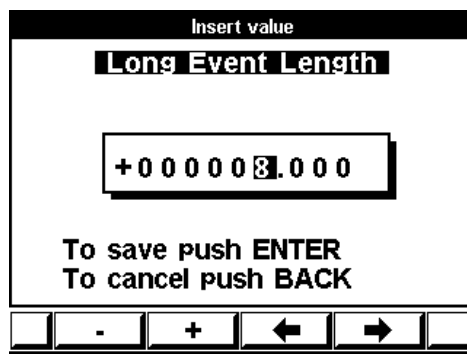 Insert value
Long Event Length
+000008.000
To save push ENTER
To cancel push BACK
- + ← →